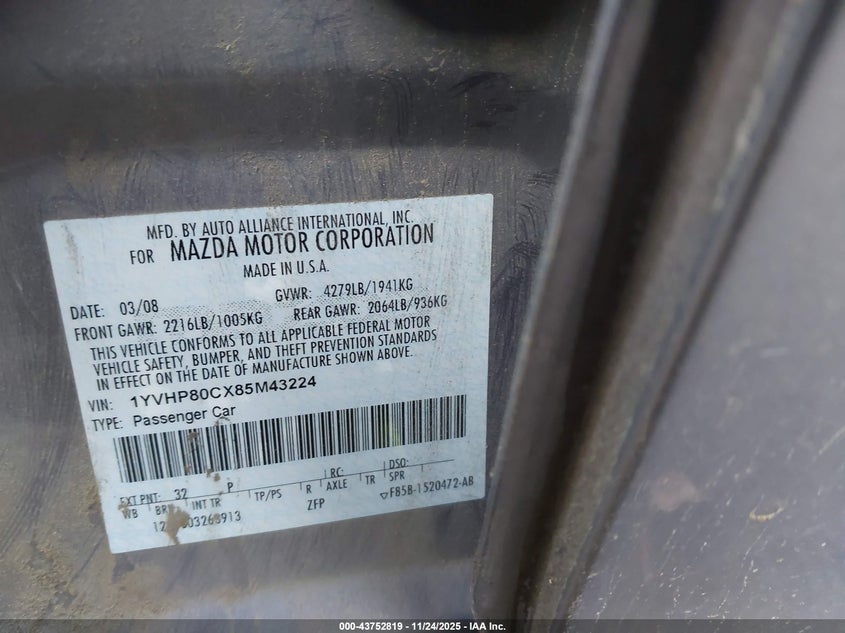 MFD. BY AUTO ALLIANCE INTERNATIONAL, INC.
FOR MAZDA MOTOR CORPORATION
MADE IN U.S.A.
DATE: 03/08 GVWR: 4279LB/1941KG
FRONT GAWR: 2216LB/1005KG REAR GAWR: 2064LB/936KG
THIS VEHICLE CONFORMS TO ALL APPLICABLE FEDERAL MOTOR
VEHICLE SAFETY, BUMPER, AND THEFT PREVENTION STANDARDS
IN EFFECT ON THE DATE OF MANUFACTURE SHOWN ABOVE.
VIN: 1YVHP80CX85M43224
TYPE: Passenger Car
EXT PNT: 32 P RC: DSO:
WB INT TR TP/PS R AXLE TR SPR
ZFP ▽F85B-1520472-AB
000-43752819 - 11/24/2025 - IAA Inc.